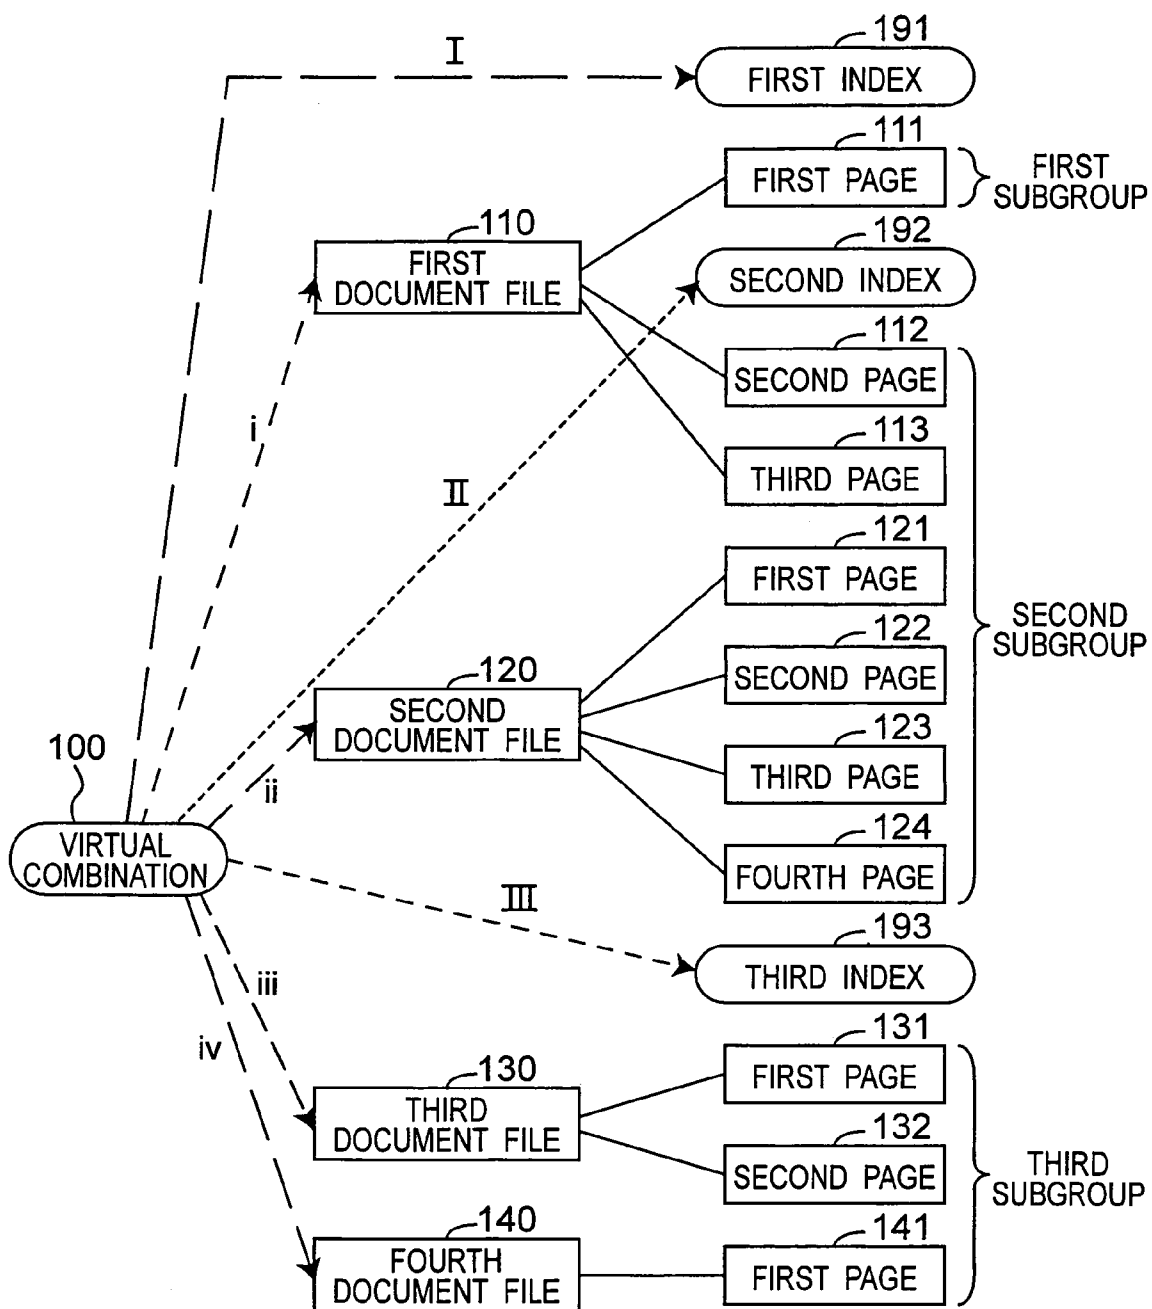 191
I
FIRST INDEX
111
FIRST PAGE
FIRST
SUBGROUP
110
FIRST
DOCUMENT FILE
192
SECOND INDEX
112
SECOND PAGE
i
113
THIRD PAGE
II
121
FIRST PAGE
SECOND
SUBGROUP
122
SECOND PAGE
120
SECOND
DOCUMENT FILE
123
THIRD PAGE
100
ii
VIRTUAL
COMBINATION
124
FOURTH PAGE
III
193
THIRD INDEX
iii
iv
131
FIRST PAGE
130
THIRD
DOCUMENT FILE
132
SECOND PAGE
THIRD
SUBGROUP
140
FOURTH
DOCUMENT FILE
141
FIRST PAGE